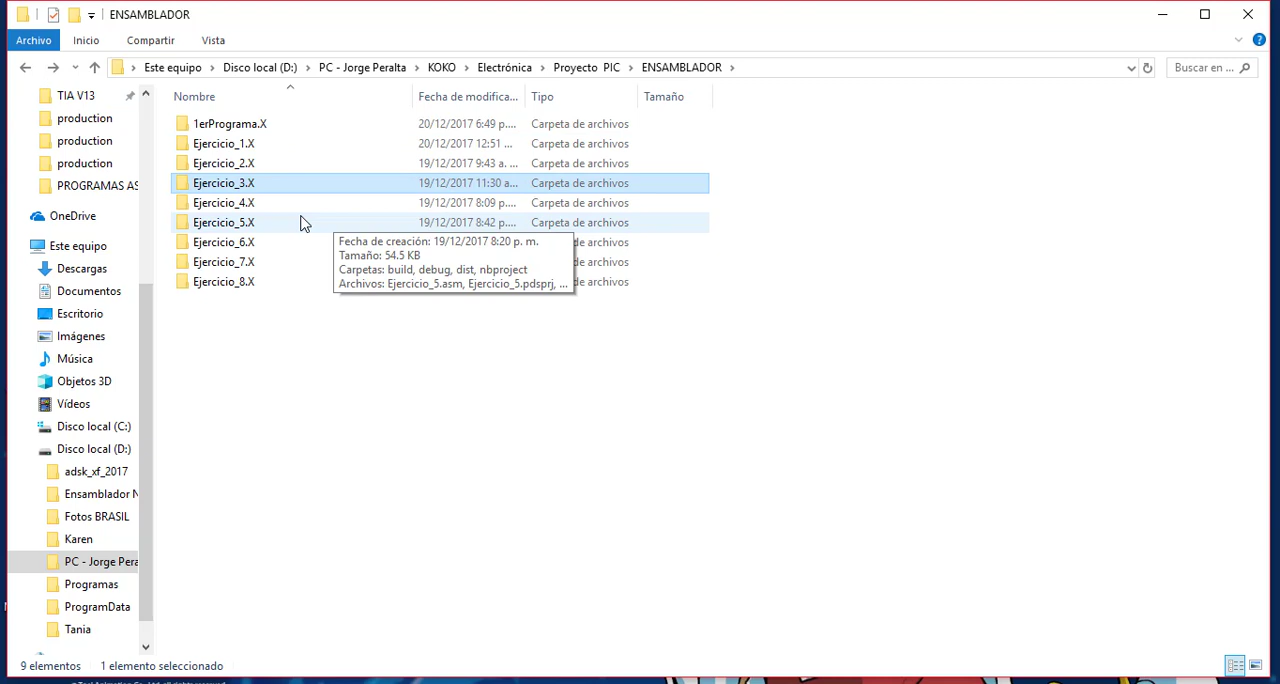 ENSAMBLADOR
Archivo Inicio Compartir Vista
Este equipo Disco local (D:) PC - Jorge Peralta KOKO Electrónica Proyecto PIC ENSAMBLADOR Buscar en ...
Nombre Fecha de modifica... Tipo Tamaño
TIA V13
production
production
production
PROGRAMAS AS
OneDrive
Este equipo
Descargas
Documentos
Escritorio
Imágenes
Música
Objetos 3D
Vídeos
Disco local (C:)
Disco local (D:)
adsk_xf_2017
Ensamblador N
Fotos BRASIL
Karen
PC - Jorge Pera
Programas
ProgramData
Tania
1erPrograma.X 20/12/2017 6:49 p.... Carpeta de archivos
Ejercicio_1.X 20/12/2017 12:51 ... Carpeta de archivos
Ejercicio_2.X 19/12/2017 9:43 a. ... Carpeta de archivos
Ejercicio_3.X 19/12/2017 11:30 a... Carpeta de archivos
Ejercicio_4.X 19/12/2017 8:09 p.... Carpeta de archivos
Ejercicio_5.X 19/12/2017 8:42 p.... Carpeta de archivos
Ejercicio_6.X de archivos
Ejercicio_7.X de archivos
Ejercicio_8.X de archivos
Fecha de creación: 19/12/2017 8:20 p. m.
Tamaño: 54.5 KB
Carpetas: build, debug, dist, nbproject
Archivos: Ejercicio_5.asm, Ejercicio_5.pdsprj, ...
9 elementos 1 elemento seleccionado